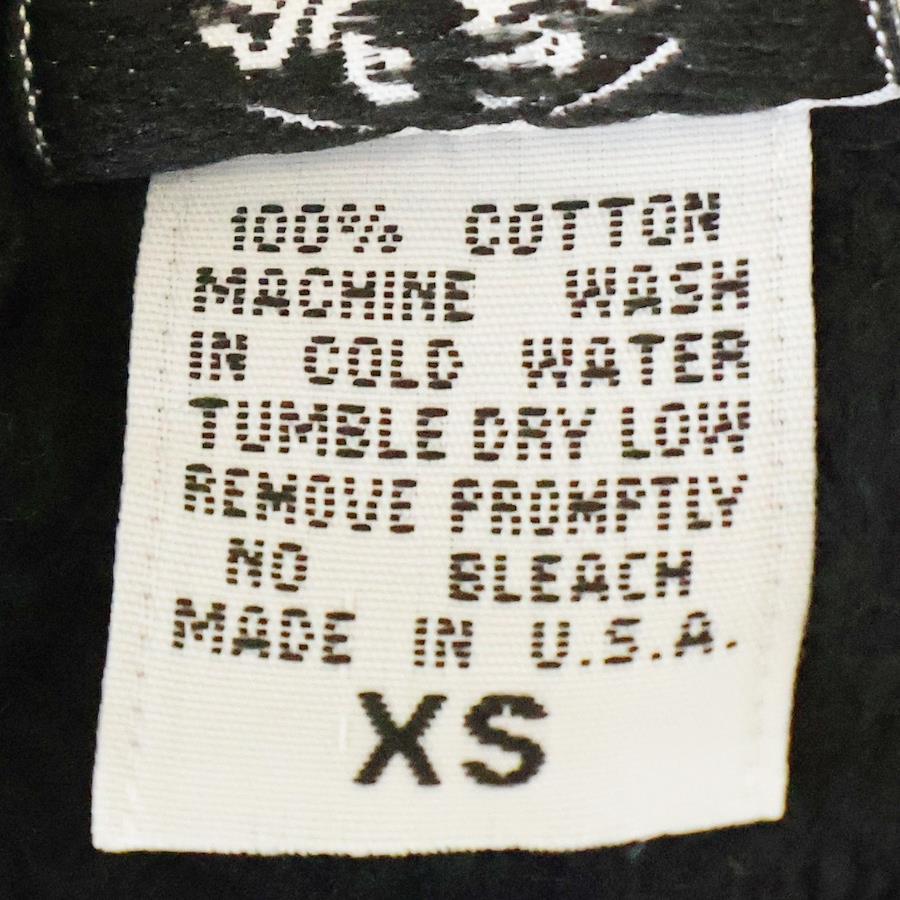 100% COTTON
MACHINE WASH
IN COLD WATER
TUMBLE DRY LOW
REMOVE PROMPTLY
NO BLEACH
MADE IN U.S.A.
XS